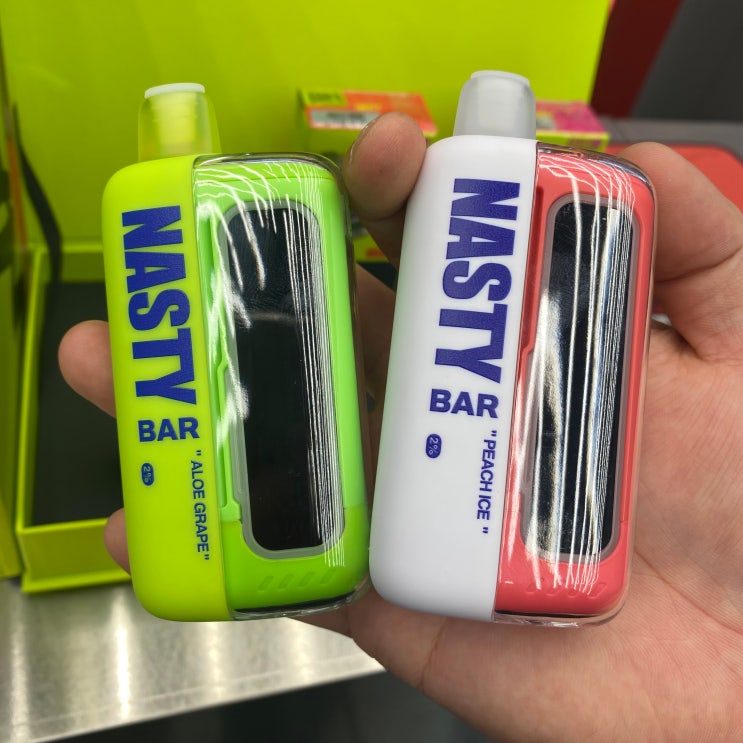 NASTY
BAR
2%
" ALOE GRAPE"
NASTY
BAR
2%
" PEACH ICE "